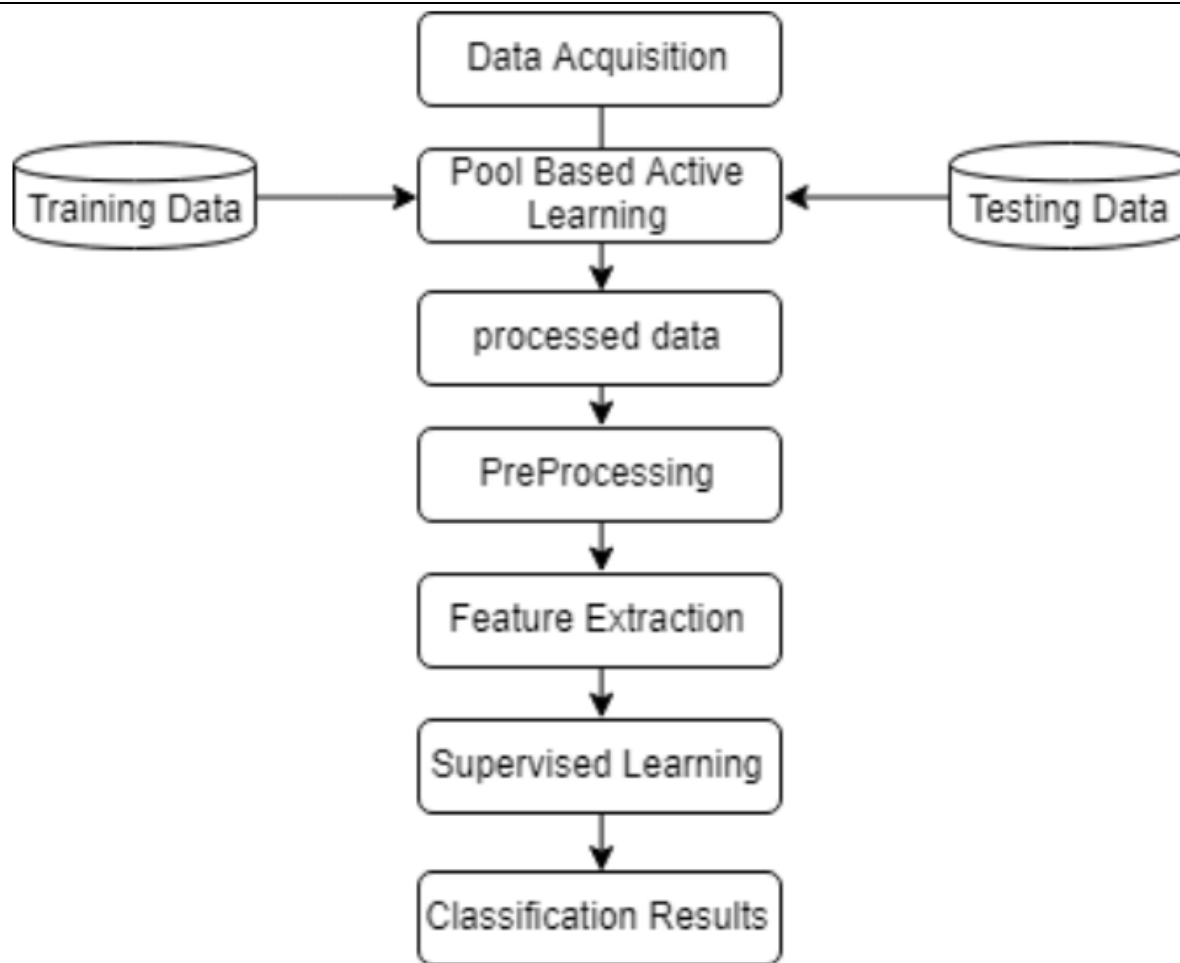 Data Acquisition
Training Data
Pool Based Active
Learning
Testing Data
processed data
PreProcessing
Feature Extraction
Supervised Learning
Classification Results